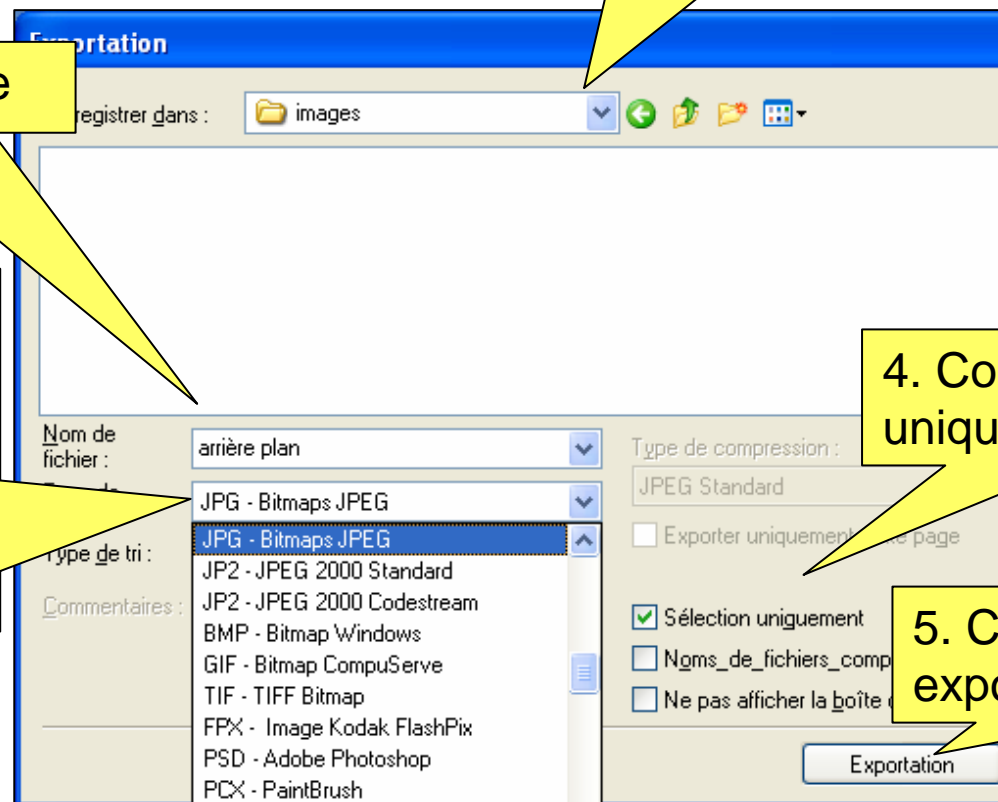 Exportation
registrer dans :
images
Nom de
fichier :
arrière plan
Type de compression :
JPG - Bitmaps JPEG
JPEG Standard
Type de tri :
JPG - Bitmaps JPEG
Exporter uniquement page
JP2 - JPEG 2000 Standard
Commentaires :
JP2 - JPEG 2000 Codestream
Sélection uniquement
BMP - Bitmap Windows
GIF - Bitmap CompuServe
Noms_de_fichiers_comp
TIF - TIFF Bitmap
Ne pas afficher la boîte
FPX - Image Kodak FlashPix
PSD - Adobe Photoshop
PCX - PaintBrush
Exportation
4. Co
uniqu
5. C
expo
e